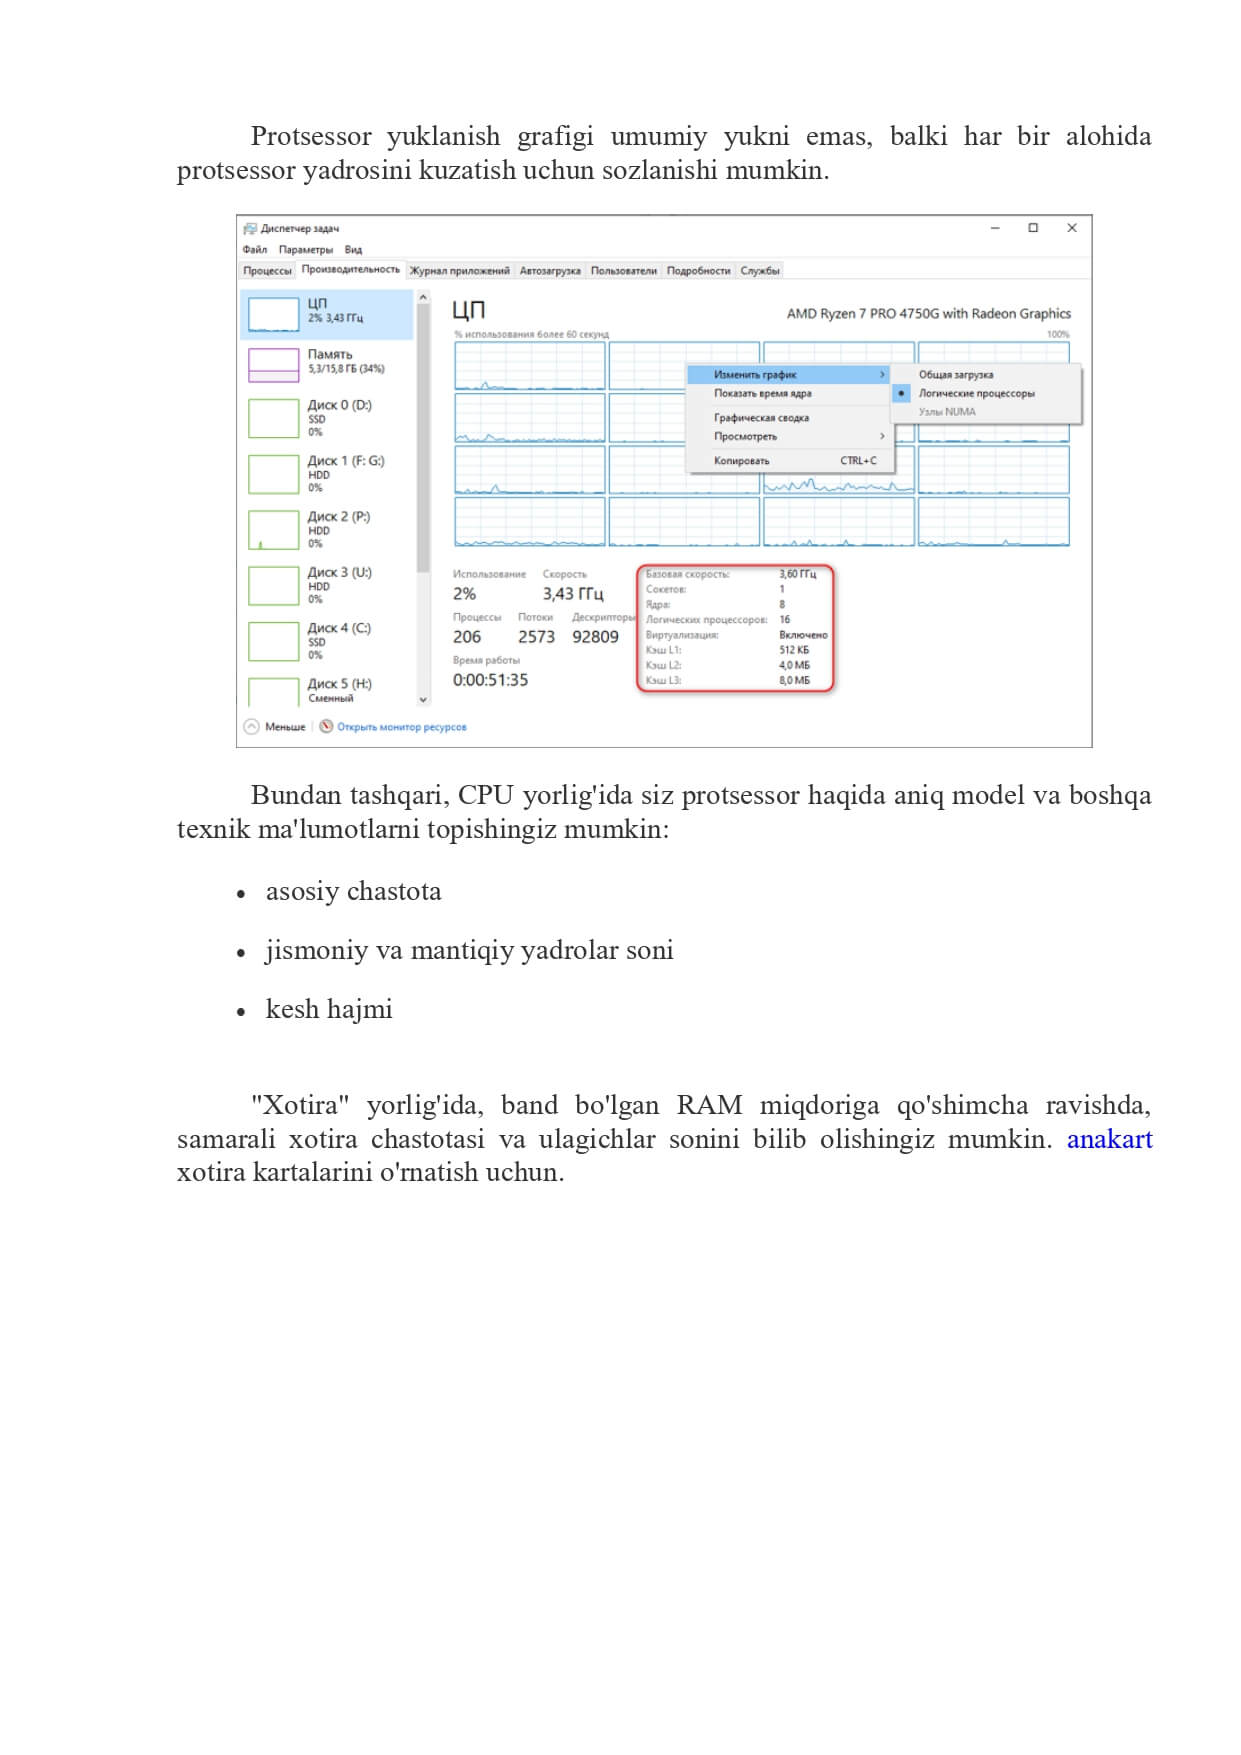 Protsessor yuklanish grafigi umumiy yukni emas, balki har bir alohida
protsessor yadrosini kuzatish uchun sozlanishi mumkin.
Диспетчер задач
Файл Параметры Вид
Процессы Производительность Журнал приложений Автозагрузка Пользователи Подробности Службы
ЦП
2% 3,43 ГГц
Память
5,3/15,8 ГБ (34%)
Диск 0 (D:)
SSD
0%
Диск 1 (F: G:)
HDD
0%
Диск 2 (P:)
HDD
0%
Диск 3 (U:)
HDD
0%
Диск 4 (C:)
SSD
0%
Диск 5 (H:)
Сменный
ЦП
AMD Ryzen 7 PRO 4750G with Radeon Graphics
% использования более 60 секунд 100%
Изменить график
Показать время ядра
Графическая сводка
Просмотреть
Копировать CTRL+C
Общая загрузка
Логические процессоры
Узлы NUMA
Использование Скорость
2% 3,43 ГГц
Процессы Потоки Дескрипторы
206 2573 92809
Время работы
0:00:51:35
Базовая скорость: 3,60 ГГц
Сокетов: 1
Ядра: 8
Логических процессоров: 16
Виртуализация: Включено
Кэш L1: 512 КБ
Кэш L2: 4,0 МБ
Кэш L3: 8,0 МБ
Меньше Открыть монитор ресурсов
Bundan tashqari, CPU yorlig'ida siz protsessor haqida aniq model va boshqa
texnik ma'lumotlarni topishingiz mumkin:
• asosiy chastota
• jismoniy va mantiqiy yadrolar soni
• kesh hajmi
"Xotira" yorlig'ida, band bo'lgan RAM miqdoriga qo'shimcha ravishda,
samarali xotira chastotasi va ulagichlar sonini bilib olishingiz mumkin. anakart
xotira kartalarini o'rnatish uchun.